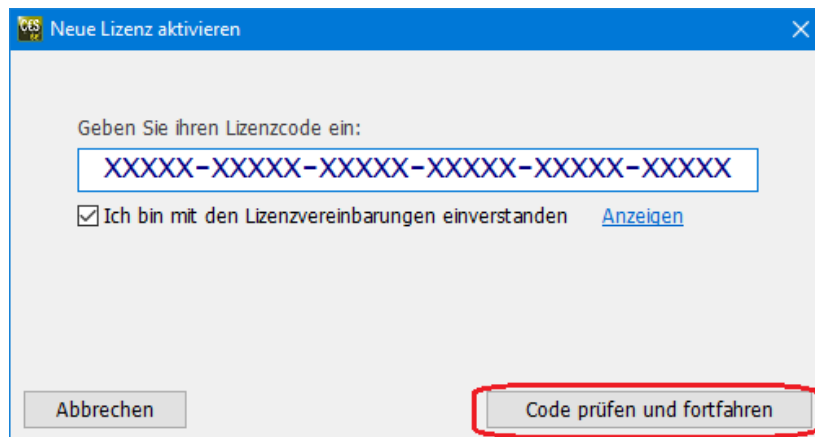 CES
Neue Lizenz aktivieren
Geben Sie ihren Lizenzcode ein:
XXXXX-XXXXX-XXXXX-XXXXX-XXXXX-XXXXX
Ich bin mit den Lizenzvereinbarungen einverstanden Anzeigen
Abbrechen Code prüfen und fortfahren